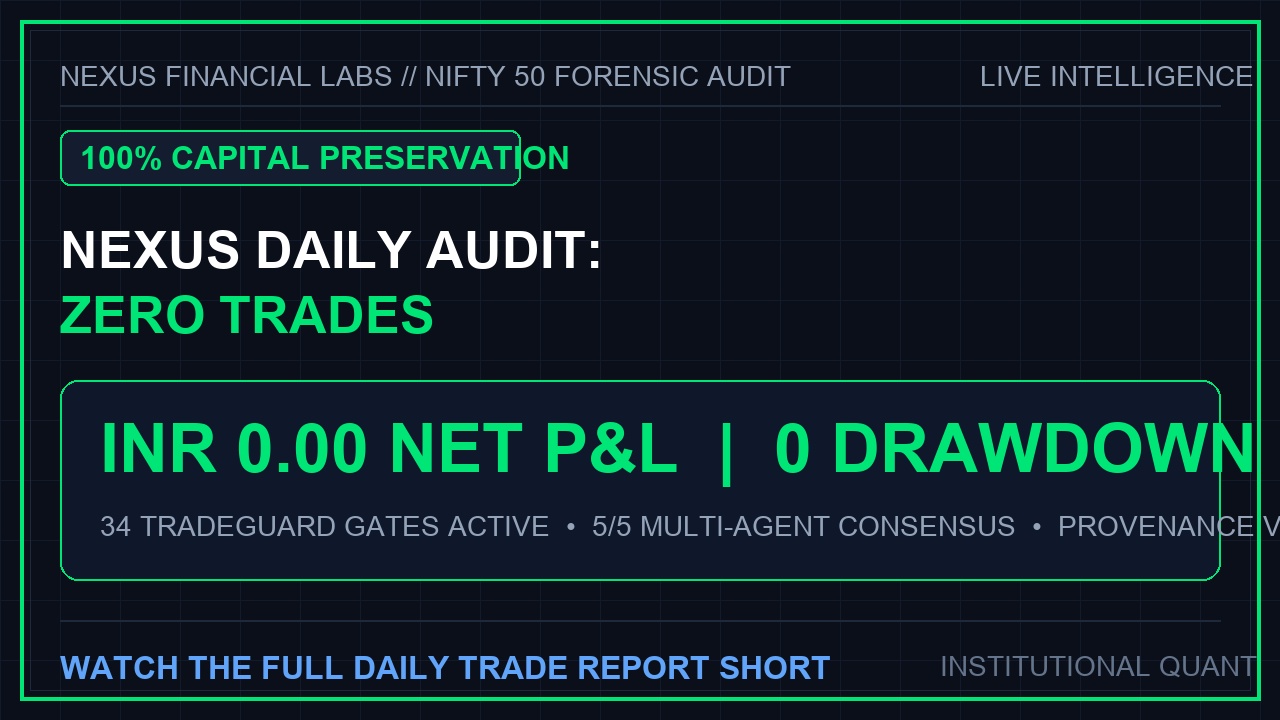 NEXUS FINANCIAL LABS // NIFTY 50 FORENSIC AUDIT
LIVE INTELLIGENCE
100% CAPITAL PRESERVATION
NEXUS DAILY AUDIT:
ZERO TRADES
INR 0.00 NET P&L | 0 DRAWDOWN
34 TRADEGUARD GATES ACTIVE • 5/5 MULTI-AGENT CONSENSUS • PROVENANCE
WATCH THE FULL DAILY TRADE REPORT SHORT
INSTITUTIONAL QUANT